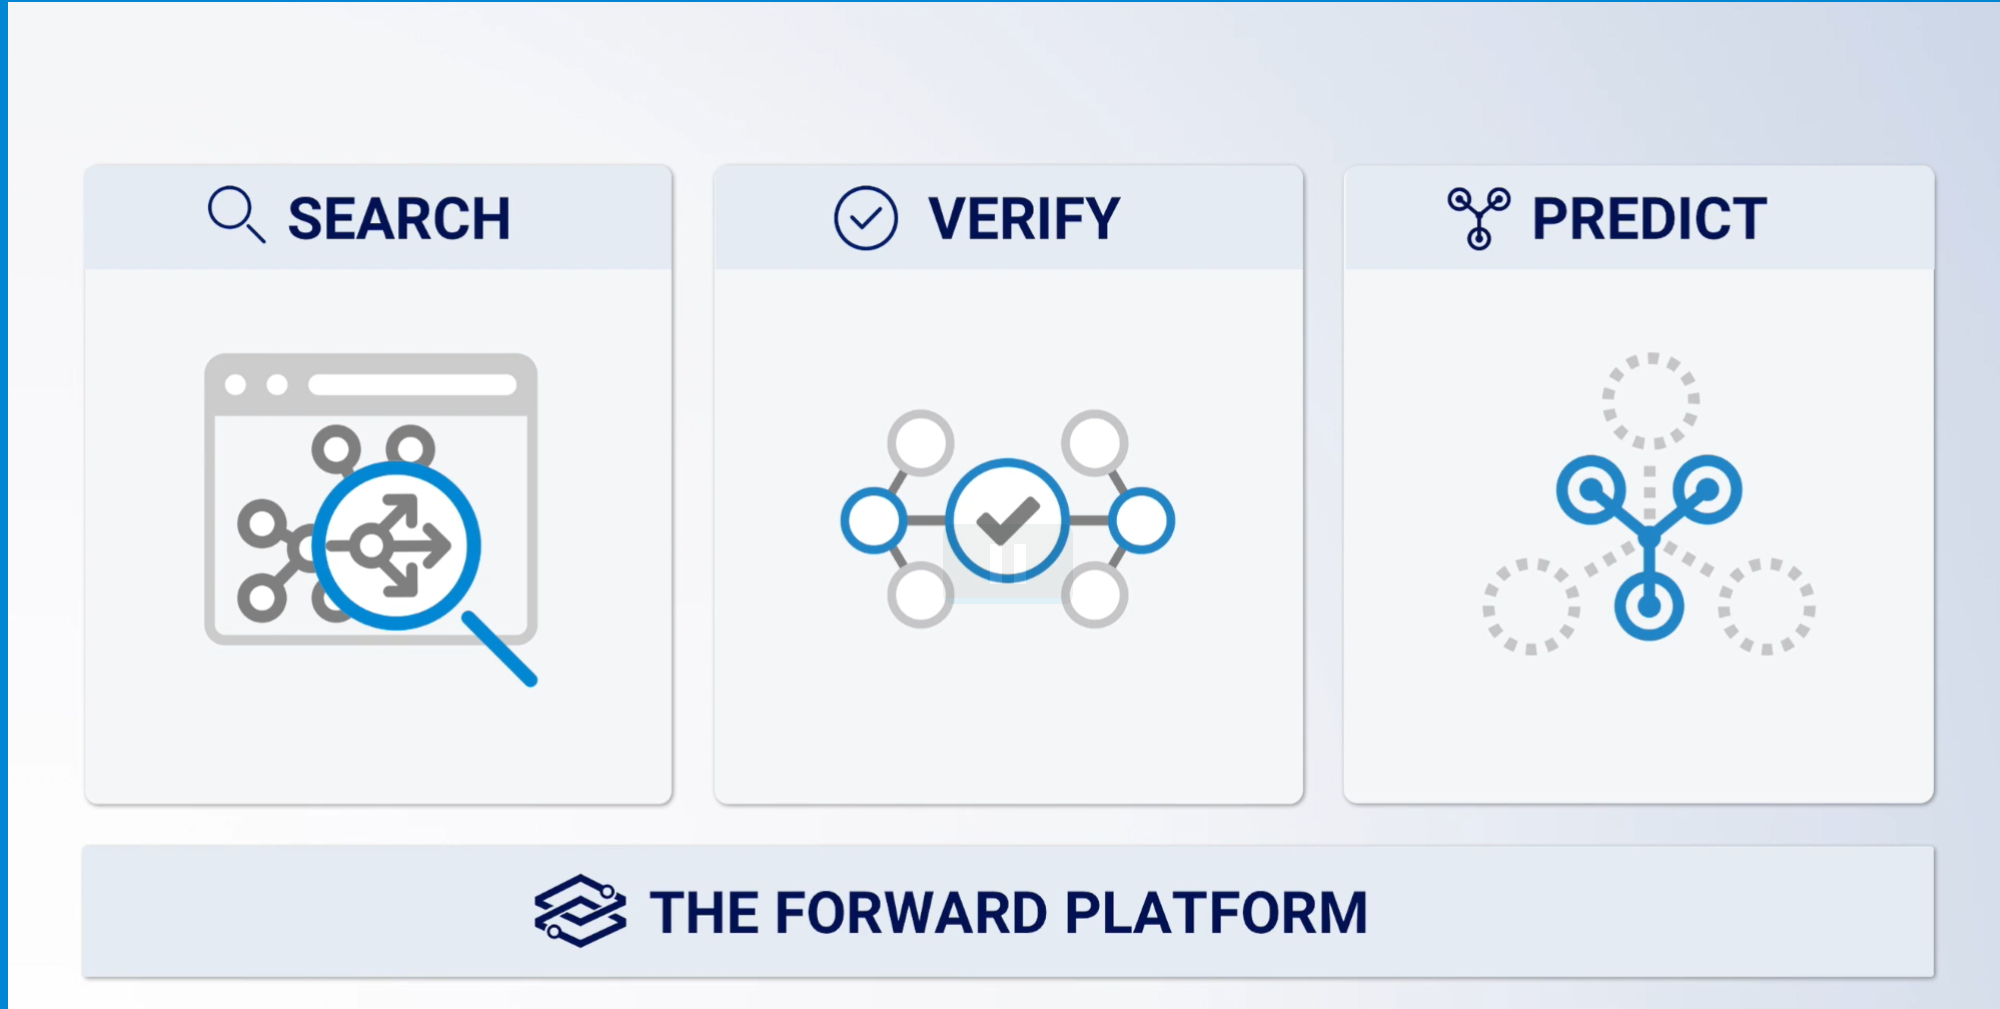 SEARCH
VERIFY
PREDICT
THE FORWARD PLATFORM